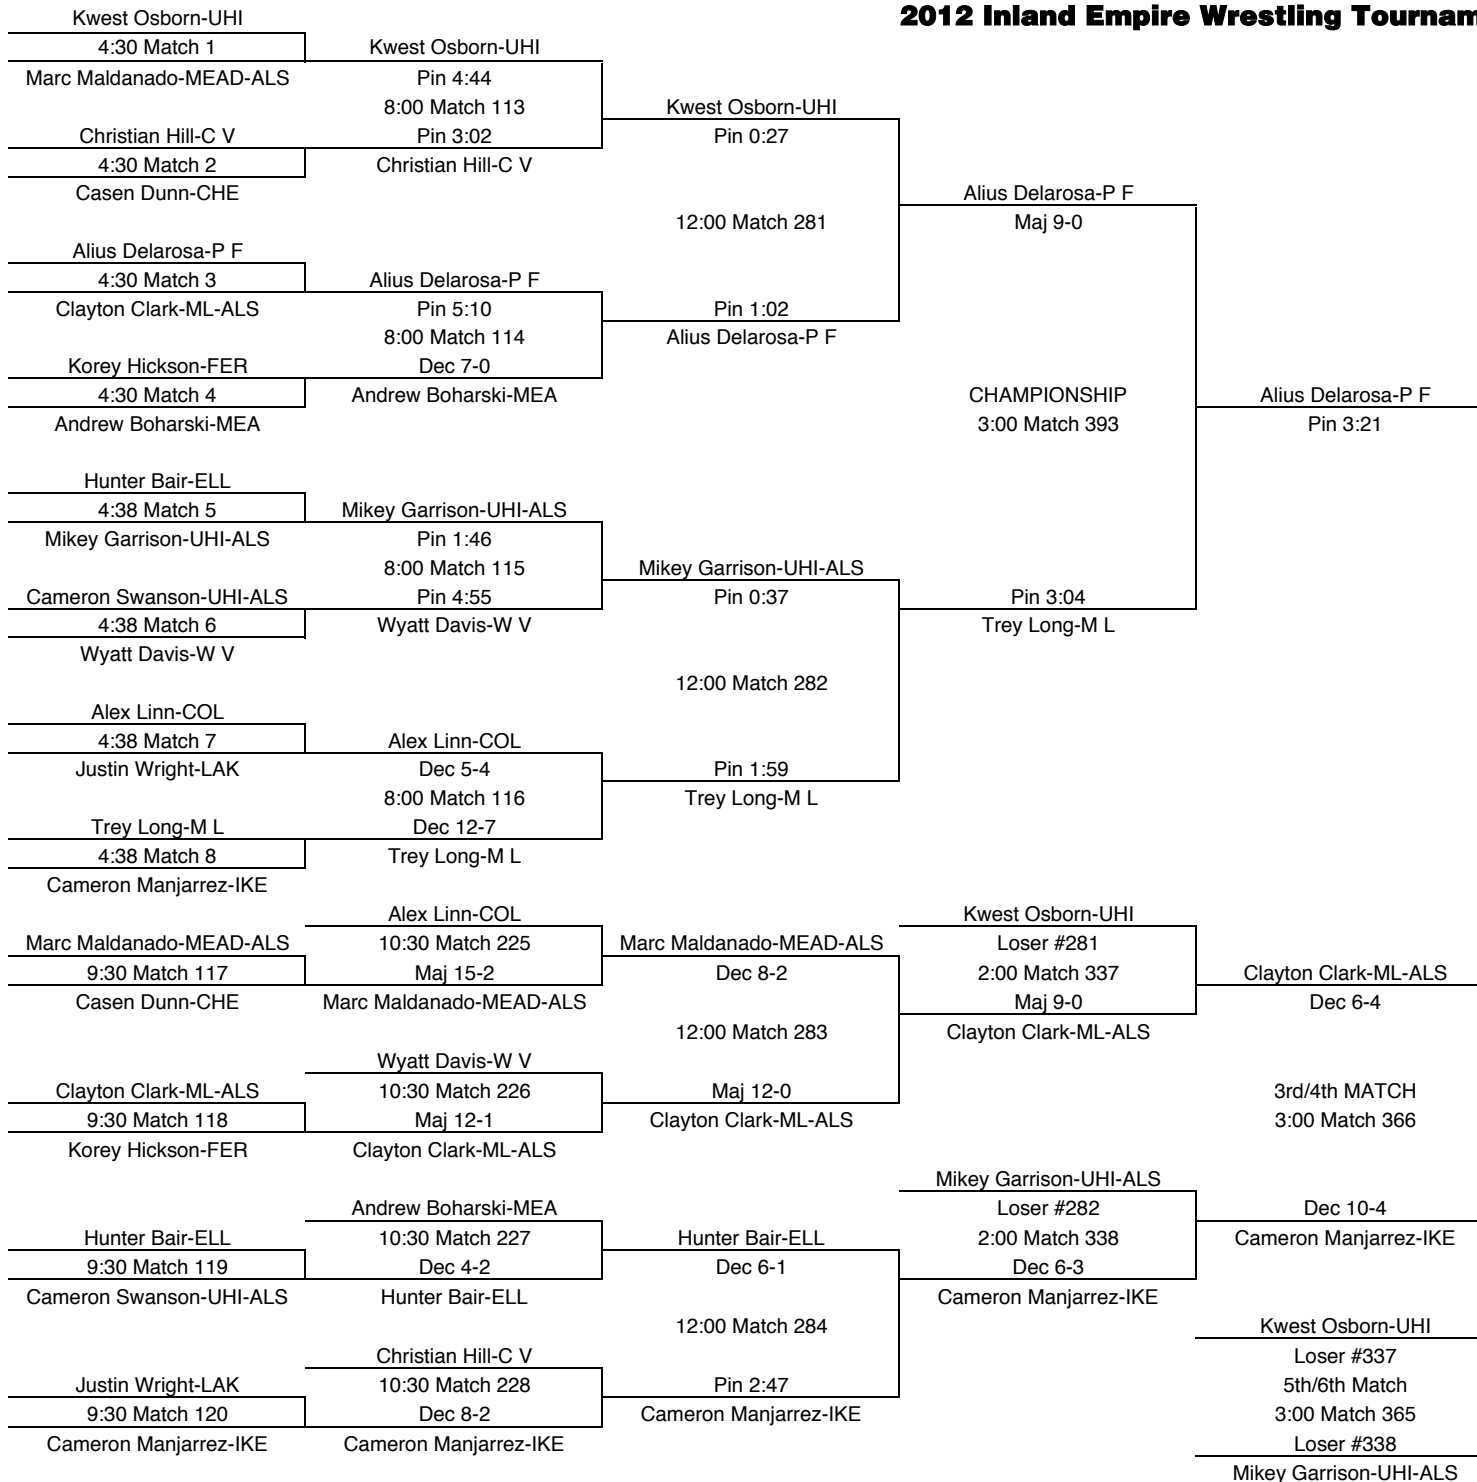 2012 Inland Empire Wrestling Tournam
Kwest Osborn-UHI
4:30 Match 1
Marc Maldanado-MEAD-ALS
Christian Hill-C V
4:30 Match 2
Casen Dunn-CHE
Alius Delarosa-P F
4:30 Match 3
Clayton Clark-ML-ALS
Korey Hickson-FER
4:30 Match 4
Andrew Boharski-MEA
Hunter Bair-ELL
4:38 Match 5
Mikey Garrison-UHI-ALS
Cameron Swanson-UHI-ALS
4:38 Match 6
Wyatt Davis-W V
Alex Linn-COL
4:38 Match 7
Justin Wright-LAK
Trey Long-M L
4:38 Match 8
Cameron Manjarrez-IKE
Kwest Osborn-UHI
Pin 4:44
8:00 Match 113
Pin 3:02
Christian Hill-C V
Alius Delarosa-P F
Pin 5:10
8:00 Match 114
Dec 7-0
Andrew Boharski-MEA
Mikey Garrison-UHI-ALS
Pin 1:46
8:00 Match 115
Pin 4:55
Wyatt Davis-W V
Alex Linn-COL
Dec 5-4
8:00 Match 116
Dec 12-7
Trey Long-M L
Kwest Osborn-UHI
Pin 0:27
12:00 Match 281
Pin 1:02
Alius Delarosa-P F
Mikey Garrison-UHI-ALS
Pin 0:37
12:00 Match 282
Pin 1:59
Trey Long-M L
Alius Delarosa-P F
Maj 9-0
CHAMPIONSHIP
3:00 Match 393
Pin 3:04
Trey Long-M L
Alius Delarosa-P F
Pin 3:21
Marc Maldanado-MEAD-ALS
9:30 Match 117
Casen Dunn-CHE
Clayton Clark-ML-ALS
9:30 Match 118
Korey Hickson-FER
Hunter Bair-ELL
9:30 Match 119
Cameron Swanson-UHI-ALS
Justin Wright-LAK
9:30 Match 120
Cameron Manjarrez-IKE
Alex Linn-COL
10:30 Match 225
Maj 15-2
Marc Maldanado-MEAD-ALS
Wyatt Davis-W V
10:30 Match 226
Maj 12-1
Clayton Clark-ML-ALS
Andrew Boharski-MEA
10:30 Match 227
Dec 4-2
Hunter Bair-ELL
Christian Hill-C V
10:30 Match 228
Dec 8-2
Cameron Manjarrez-IKE
Marc Maldanado-MEAD-ALS
Dec 8-2
12:00 Match 283
Maj 12-0
Clayton Clark-ML-ALS
Hunter Bair-ELL
Dec 6-1
12:00 Match 284
Pin 2:47
Cameron Manjarrez-IKE
Kwest Osborn-UHI
Loser #281
2:00 Match 337
Maj 9-0
Clayton Clark-ML-ALS
Mikey Garrison-UHI-ALS
Loser #282
2:00 Match 338
Dec 6-3
Cameron Manjarrez-IKE
Clayton Clark-ML-ALS
Dec 6-4
3rd/4th MATCH
3:00 Match 366
Dec 10-4
Cameron Manjarrez-IKE
Kwest Osborn-UHI
Loser #337
5th/6th Match
3:00 Match 365
Loser #338
Mikey Garrison-UHI-ALS